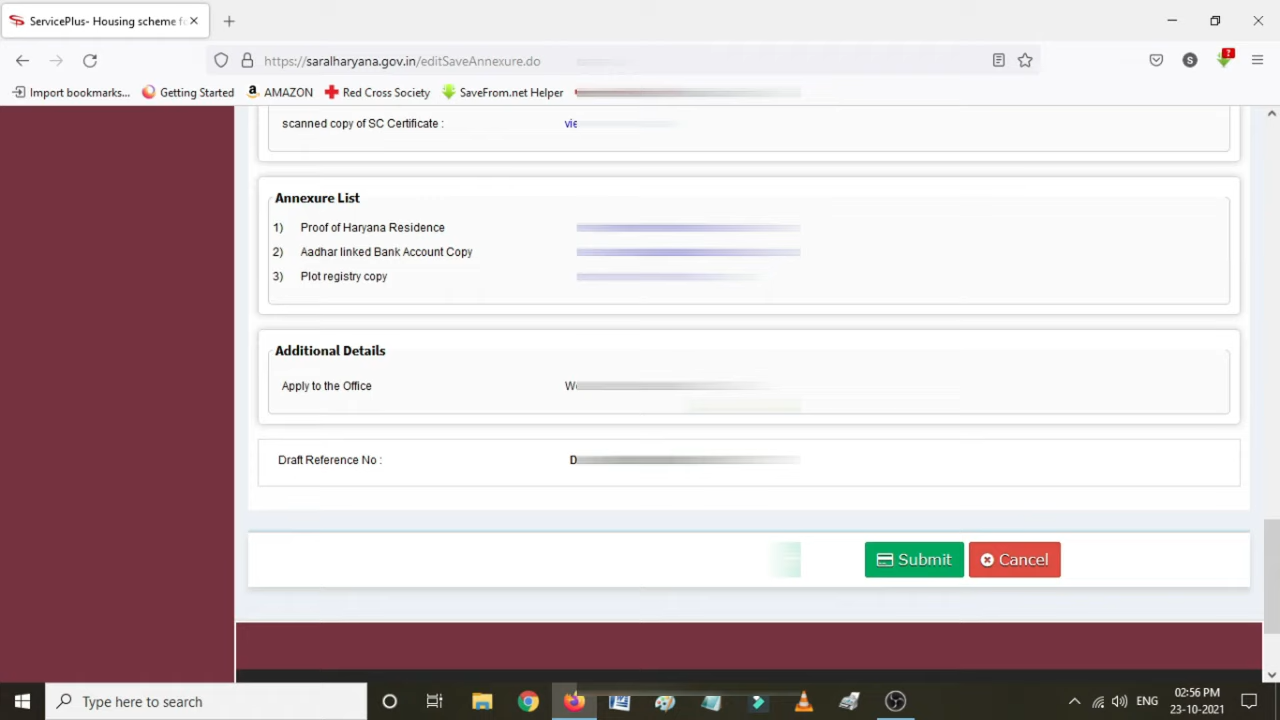 ServicePlus- Housing scheme f
https://saralharyana.gov.in/editSaveAnnexure.do
Import bookmarks... Getting Started AMAZON Red Cross Society SaveFrom.net Helper
scanned copy of SC Certificate :
Annexure List
1) Proof of Haryana Residence
2) Aadhar linked Bank Account Copy
3) Plot registry copy
Additional Details
Apply to the Office
Draft Reference No : D
Submit Cancel
Type here to search
ENG
02:56 PM
23-10-2021